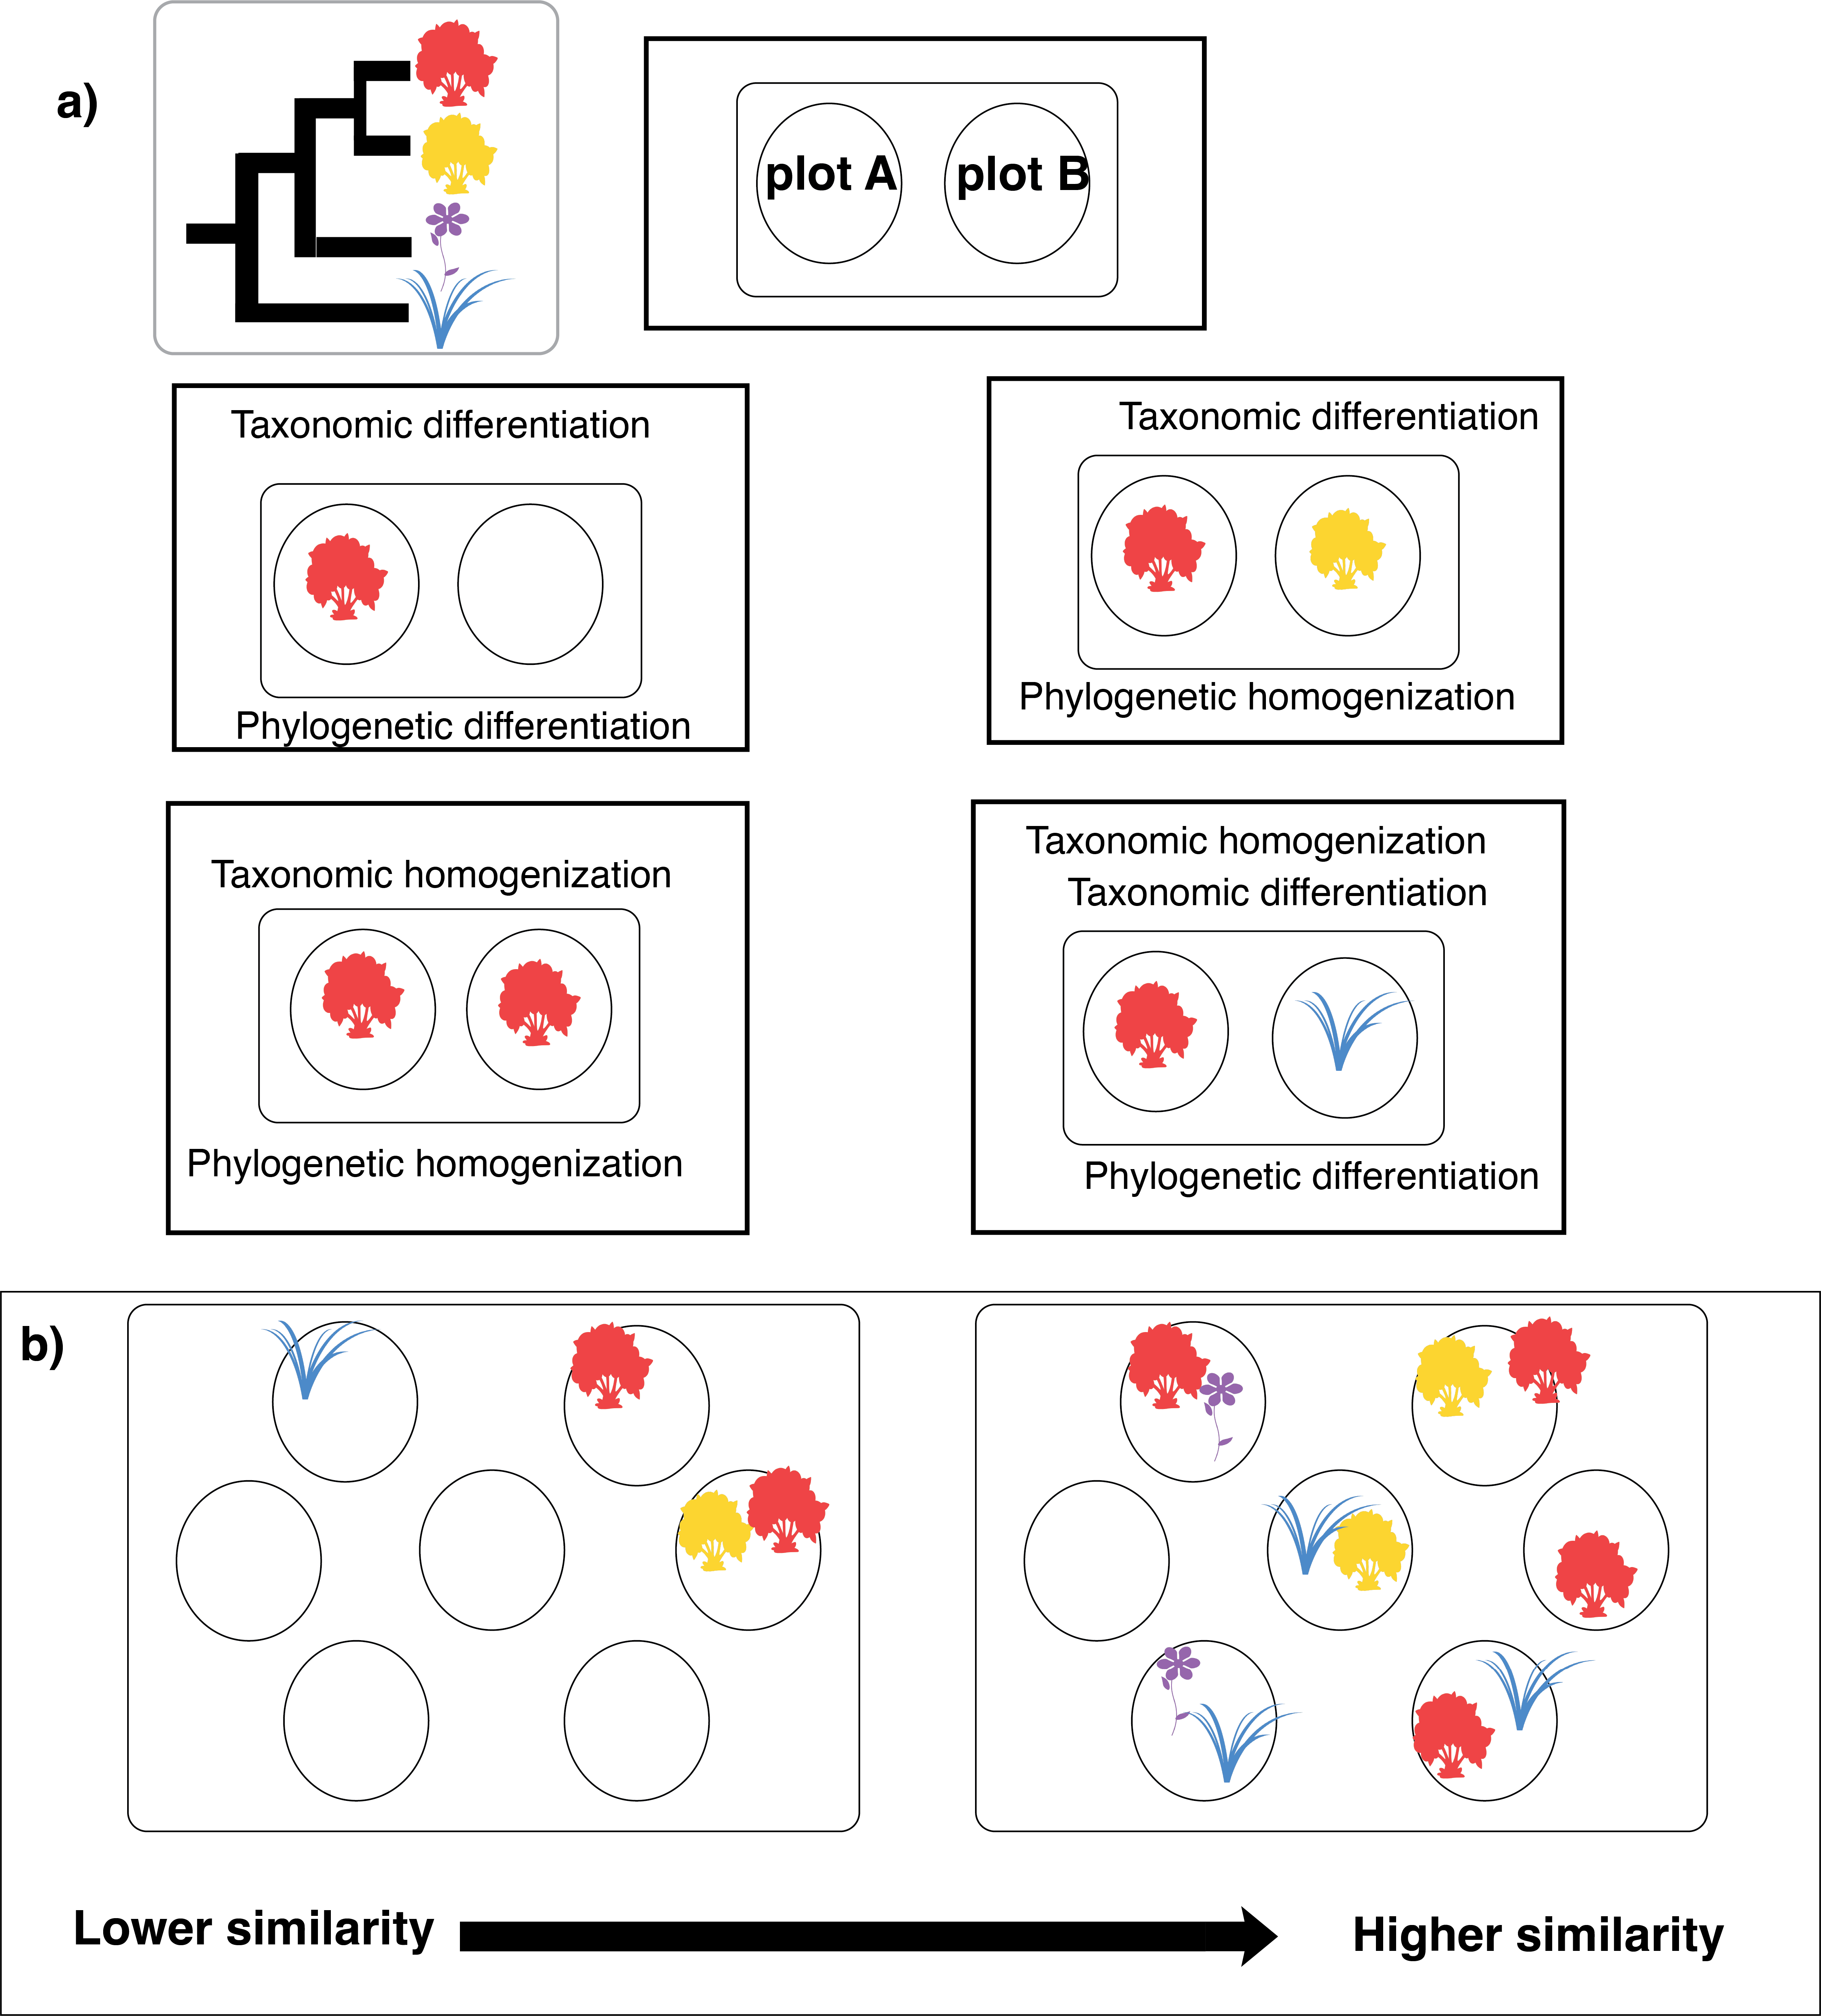 a)
plot A
plot B
Taxonomic differentiation
Phylogenetic differentiation
Taxonomic differentiation
Phylogenetic homogenization
Taxonomic homogenization
Phylogenetic homogenization
Taxonomic homogenization
Taxonomic differentiation
Phylogenetic differentiation
b)
Lower similarity
Higher similarity